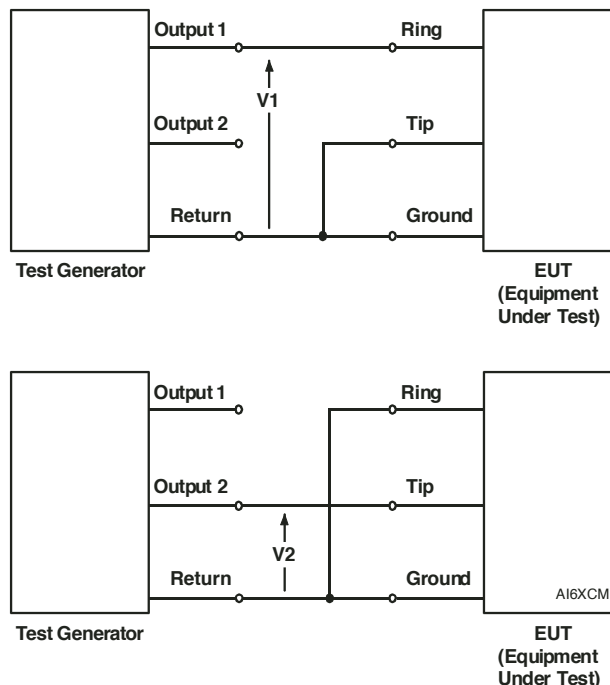 Output 1
Ring
V1
Output 2
Tip
Return
Ground
Test Generator
EUT
(Equipment
Under Test)
Output 1
Ring
Output 2
Tip
V2
Return
Ground
AI6XCM
Test Generator
EUT
(Equipment
Under Test)